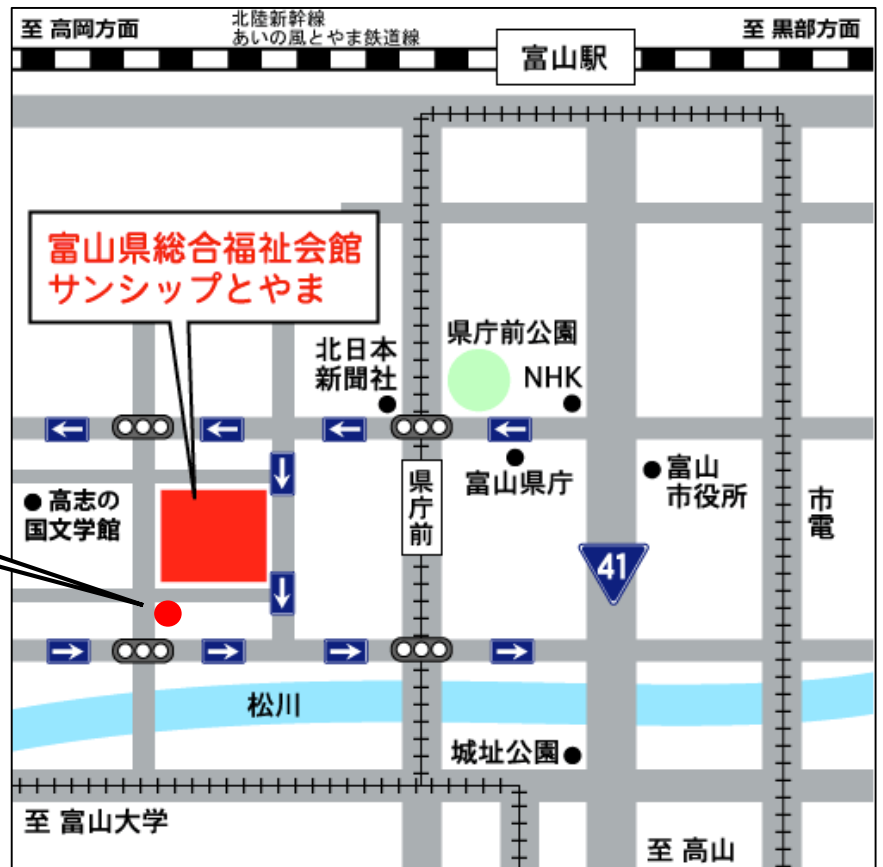 至 高岡方面
北陸新幹線
あいの風とやま鉄道線
富山駅
至 黒部方面
富山県総合福祉会館
サンシップとやま
北日本
新聞社
県庁前公園
NHK
富山県庁
富山
市役所
高志の
国文学館
県庁前
41
市電
松川
城址公園
至 富山大学
至 高山